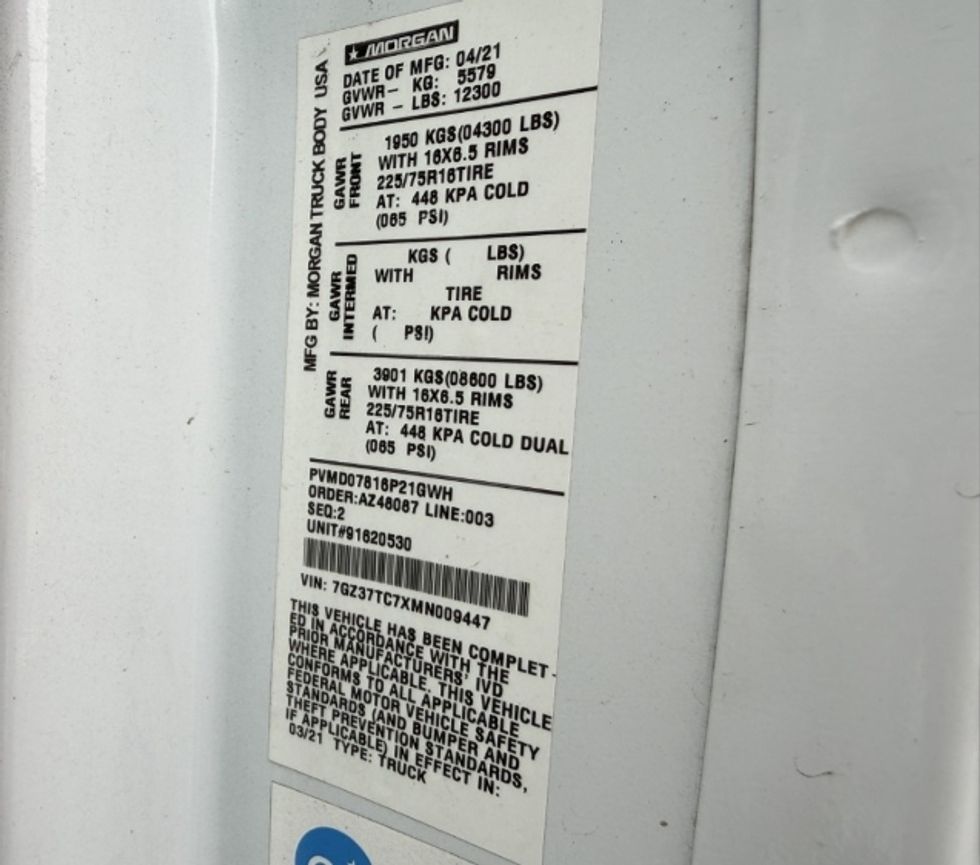 MORGAN
DATE OF MFG: 04/21
GVWR- KG: 5579
GVWR - LBS: 12300
MFG BY: MORGAN TRUCK BODY USA
GAWR
FRONT
1950 KGS(04300 LBS)
WITH 16X6.5 RIMS
225/75R16TIRE
AT: 448 KPA COLD
(065 PSI)
GAWR
INTERMED
KGS ( LBS)
WITH RIMS
TIRE
AT: KPA COLD
( PSI)
GAWR
REAR
3901 KGS(08600 LBS)
WITH 16X6.5 RIMS
225/75R16TIRE
AT: 448 KPA COLD DUAL
(065 PSI)
PVMD07816P21GWH
ORDER:AZ48087 LINE:003
SEQ:2
UNIT#91620530
VIN: 7GZ37TC7XMN009447
THIS VEHICLE HAS BEEN COMPLET-
ED IN ACCORDANCE WITH THE
PRIOR MANUFACTURERS' IVD
WHERE APPLICABLE. THIS VEHICLE
CONFORMS TO ALL APPLICABLE
FEDERAL MOTOR VEHICLE SAFETY
STANDARDS (AND BUMPER AND
THEFT PREVENTION STANDARDS,
IF APPLICABLE) IN EFFECT IN:
03/21 TYPE: TRUCK